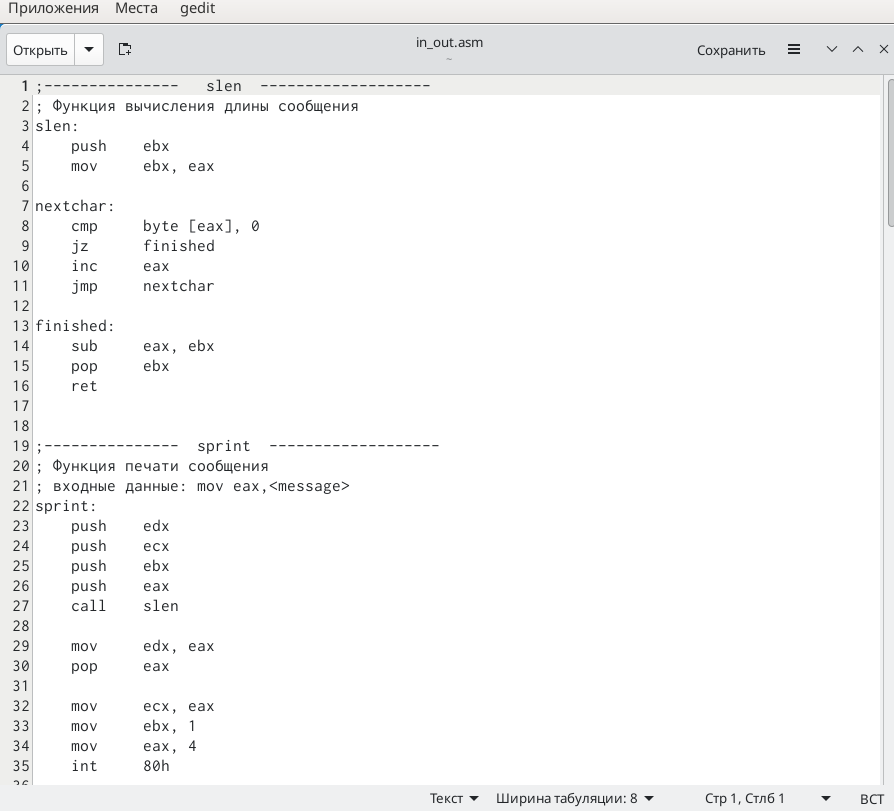 Приложения Места gedit
Открыть in_out.asm Сохранить
~
1 ;--------------- slen -------------------
2 ; Функция вычисления длины сообщения
3 slen:
4 push ebx
5 mov ebx, eax
6
7 nextchar:
8 cmp byte [eax], 0
9 jz finished
10 inc eax
11 jmp nextchar
12
13 finished:
14 sub eax, ebx
15 pop ebx
16 ret
17
18
19 ;--------------- sprint -------------------
20 ; Функция печати сообщения
21 ; входные данные: mov eax,<message>
22 sprint:
23 push edx
24 push ecx
25 push ebx
26 push eax
27 call slen
28
29 mov edx, eax
30 pop eax
31
32 mov ecx, eax
33 mov ebx, 1
34 mov eax, 4
35 int 80h
36
Текст Ширина табуляции: 8 Стр 1, Стлб 1 ВСТ